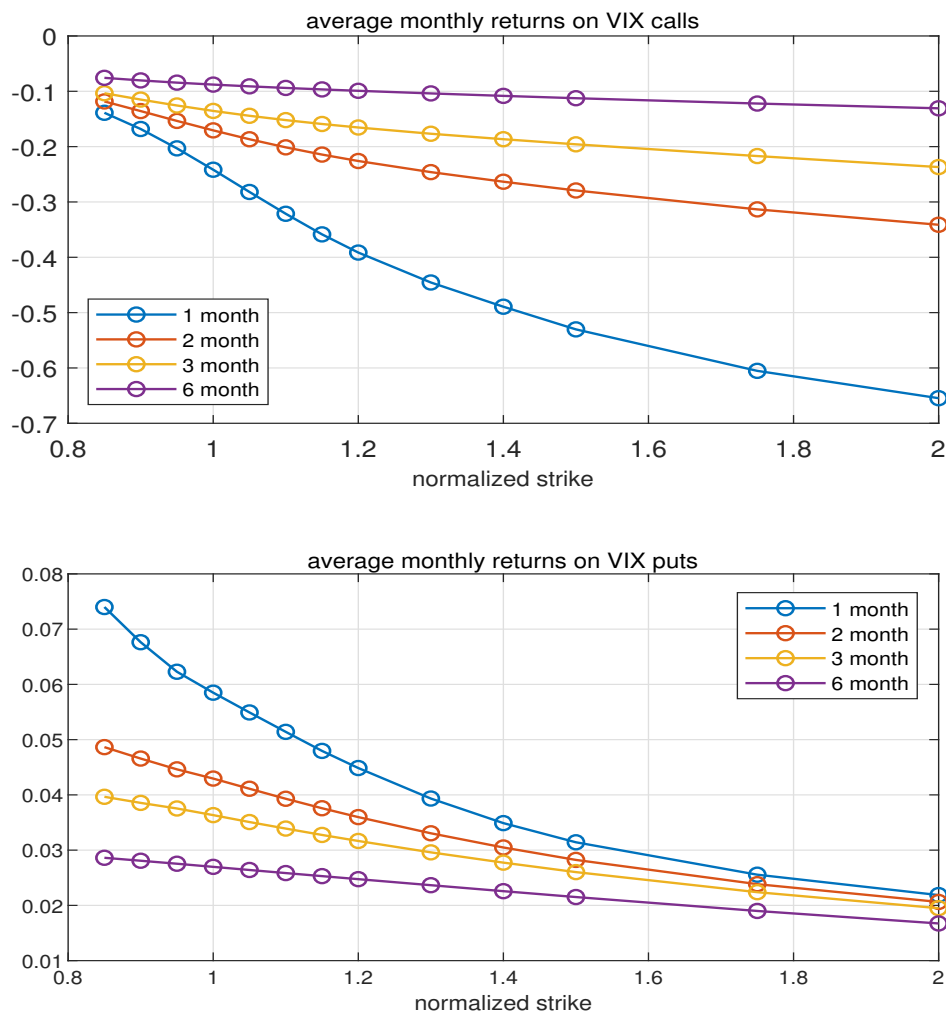 average monthly returns on VIX calls
0
-0.1
-0.2
-0.3
-0.4
-0.5
-0.6
-0.7
1 month
2 month
3 month
6 month
0.8 1 1.2 1.4 1.6 1.8 2
normalized strike
average monthly returns on VIX puts
0.08
0.07
0.06
0.05
0.04
0.03
0.02
0.01
1 month
2 month
3 month
6 month
0.8 1 1.2 1.4 1.6 1.8 2
normalized strike